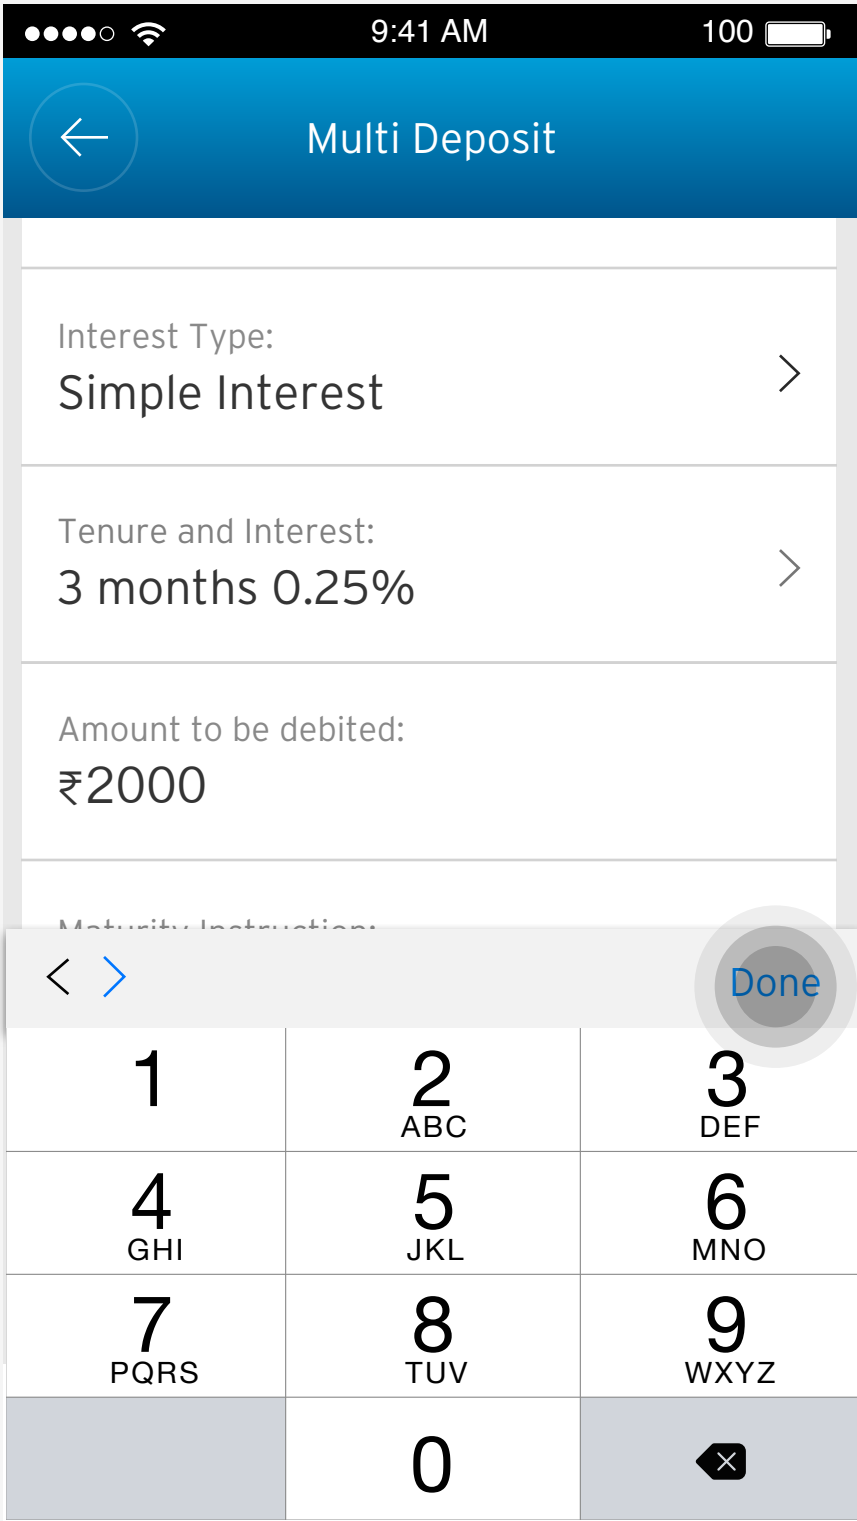 9:41 AM 100
Multi Deposit
Interest Type:
Simple Interest
Tenure and Interest:
3 months 0.25%
Amount to be debited:
₹2000
Maturity Instruction:
Done
1 2 3
ABC DEF
4 5 6
GHI JKL MNO
7 8 9
PQRS TUV WXYZ
0